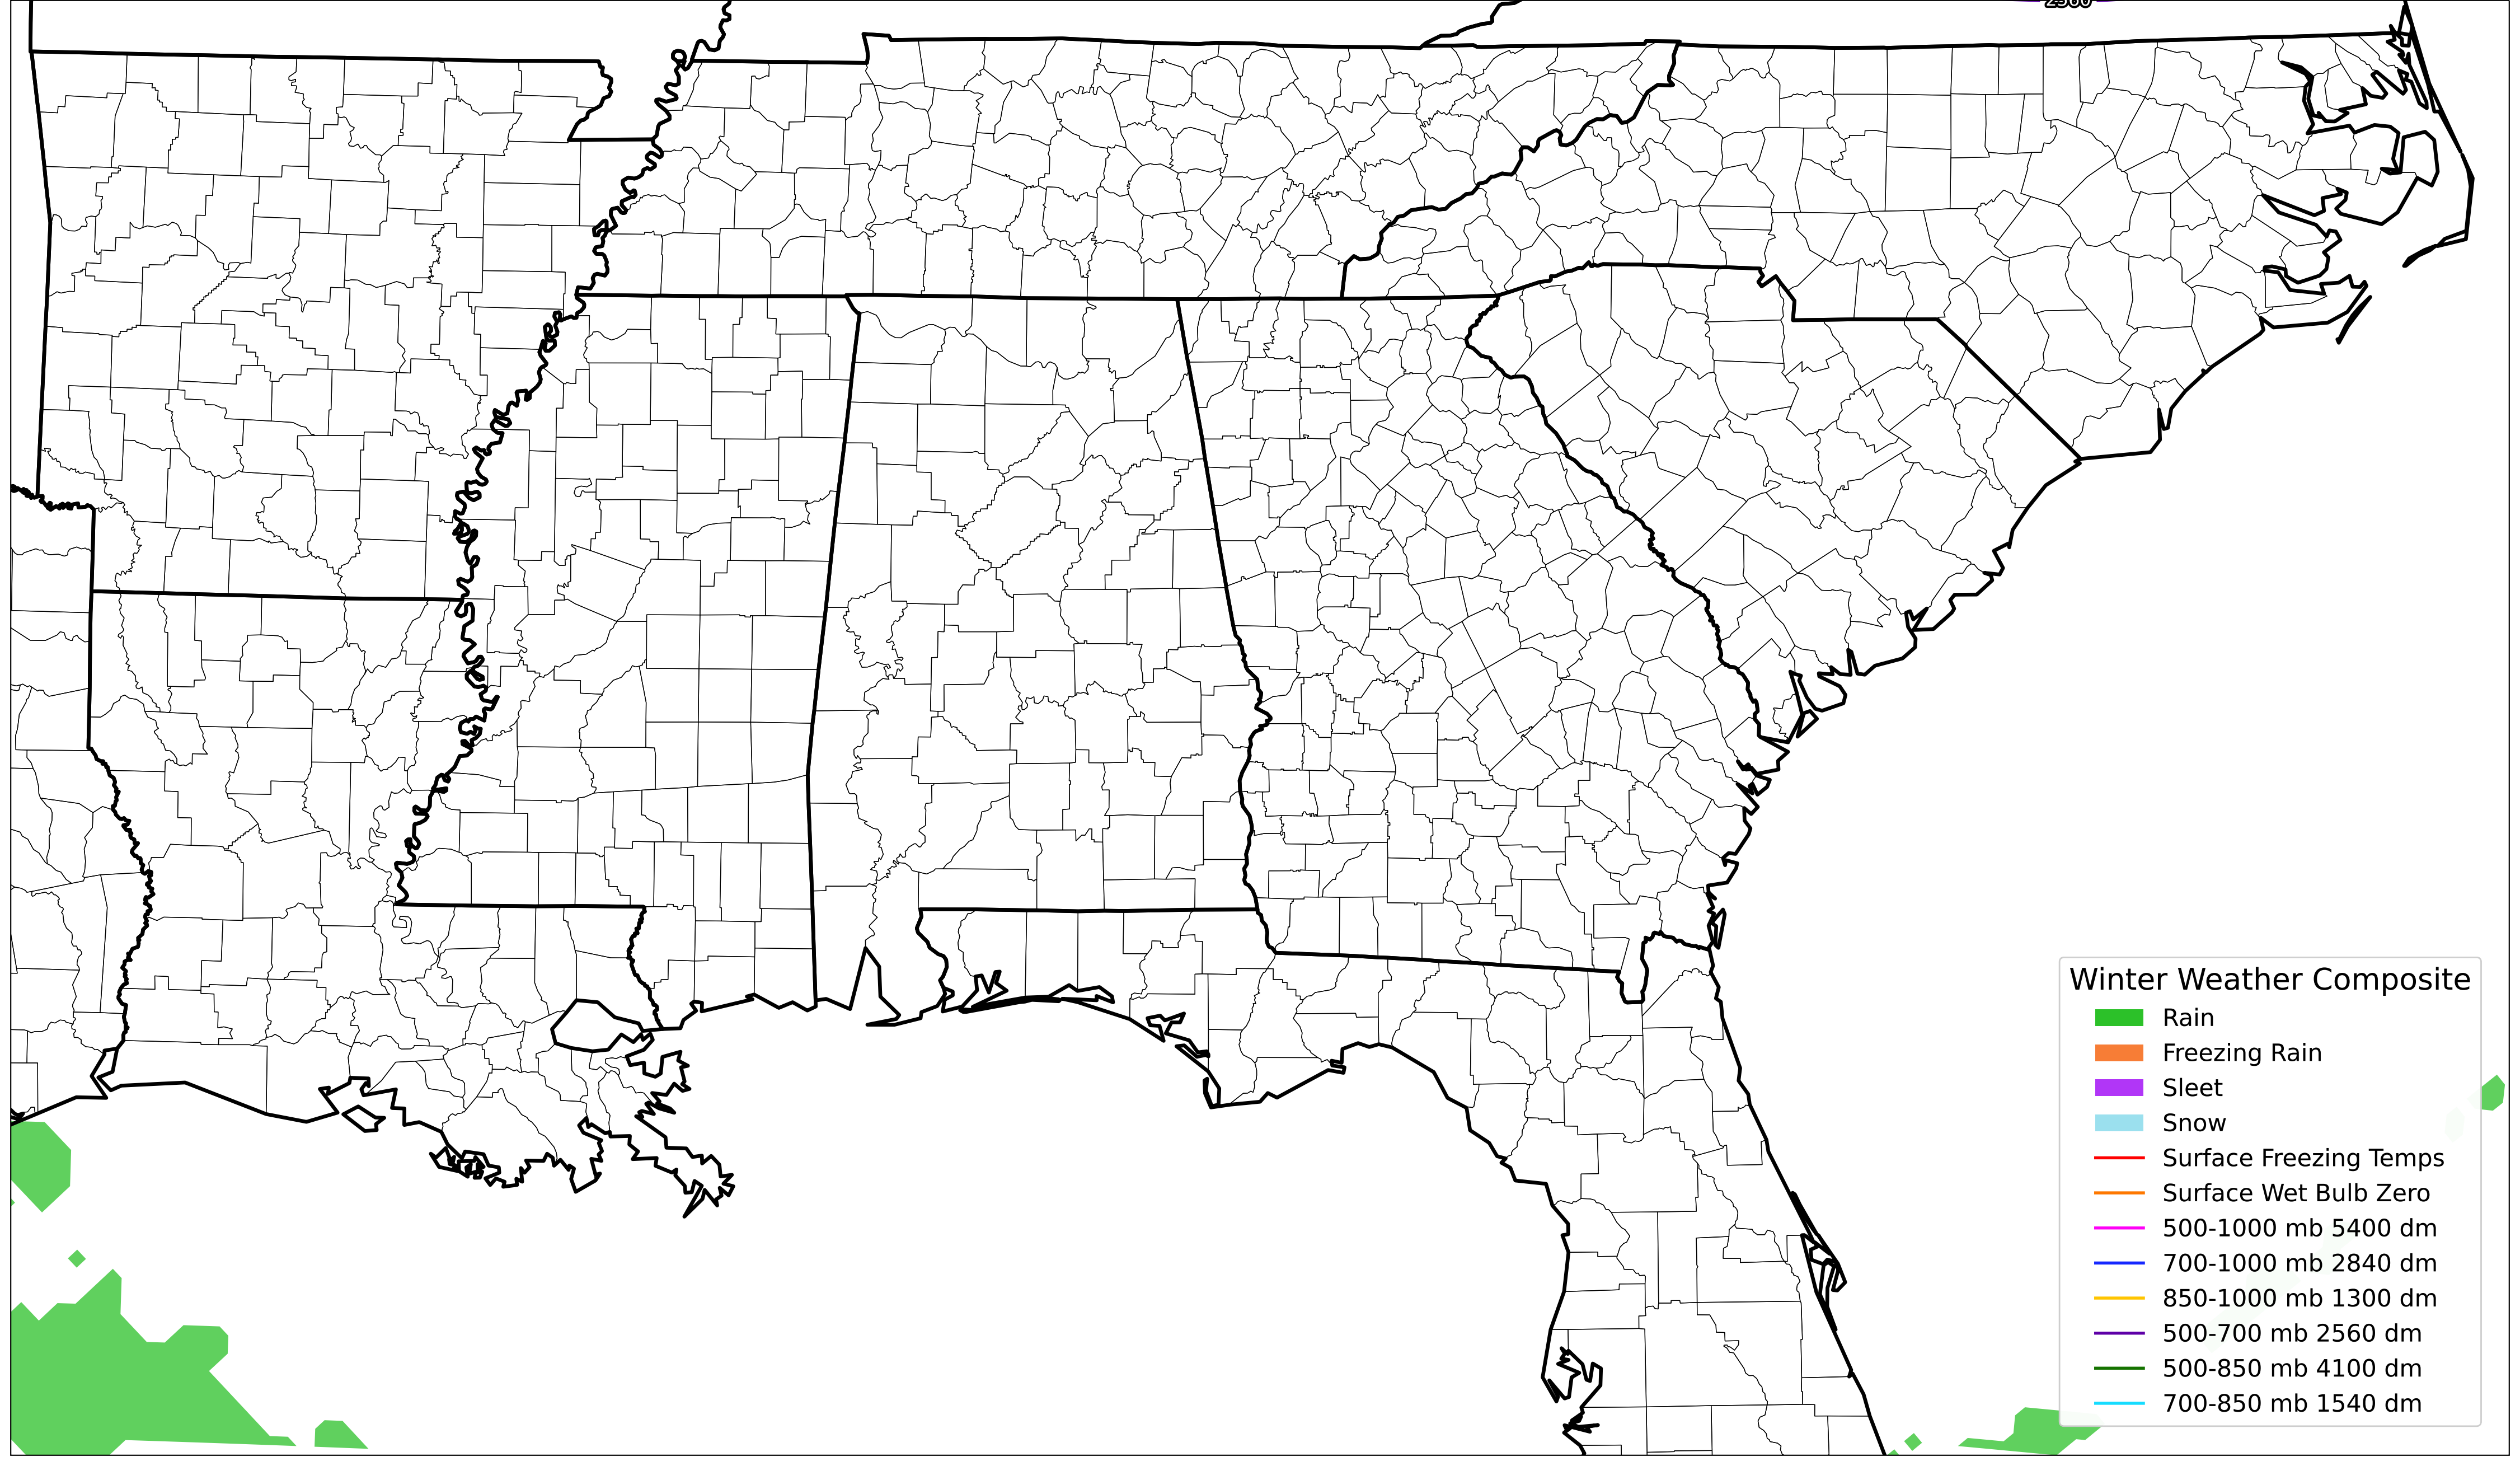 2560
Winter Weather Composite
Rain
Freezing Rain
Sleet
Snow
Surface Freezing Temps
Surface Wet Bulb Zero
500-1000 mb 5400 dm
700-1000 mb 2840 dm
850-1000 mb 1300 dm
500-700 mb 2560 dm
500-850 mb 4100 dm
700-850 mb 1540 dm